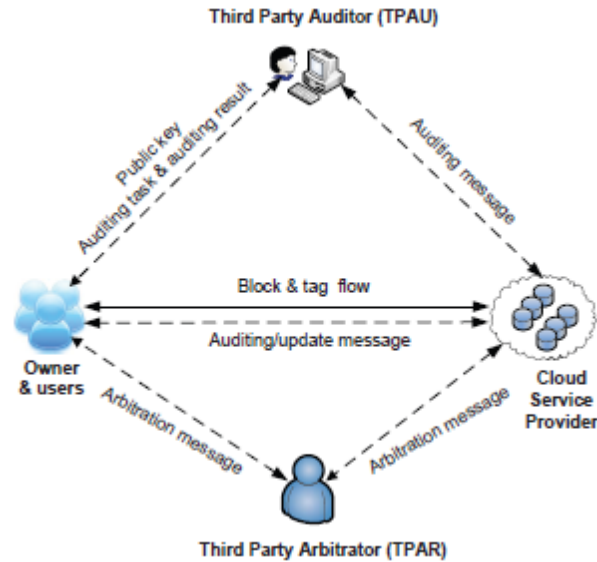 Third Party Auditor (TPAU)
Public key
Auditing task & auditing result
Auditing message
Block & tag flow
Auditing/update message
Owner
& users
Cloud
Service
Provider
Arbitration message
Arbitration message
Third Party Arbitrator (TPAR)